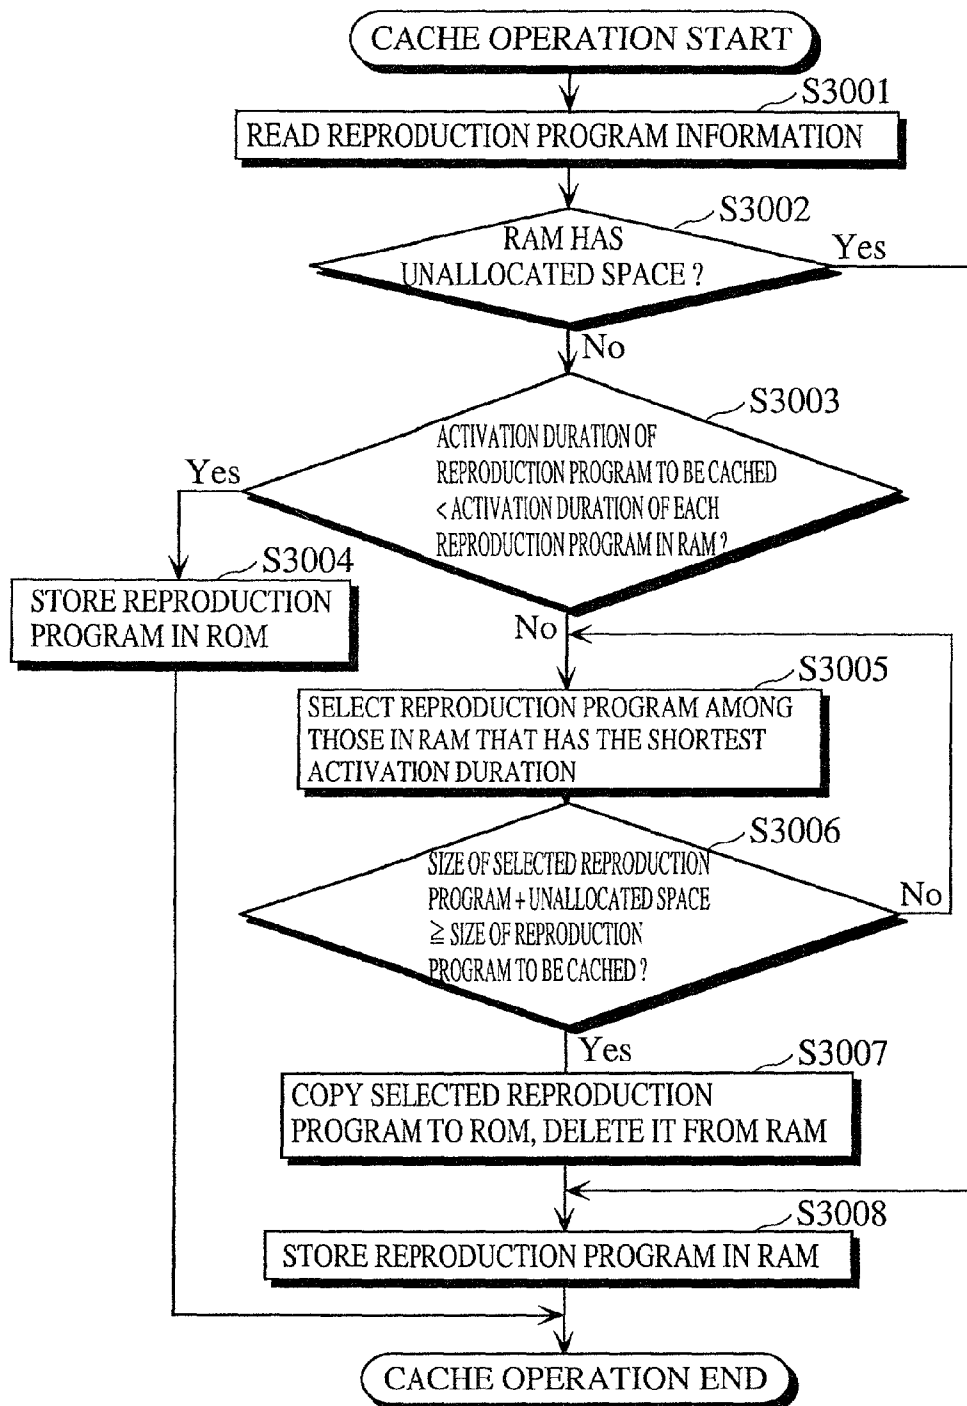 CACHE OPERATION START
S3001
READ REPRODUCTION PROGRAM INFORMATION
S3002
RAM HAS
UNALLOCATED SPACE ?
Yes
No
S3003
ACTIVATION DURATION OF
REPRODUCTION PROGRAM TO BE CACHED
< ACTIVATION DURATION OF EACH
REPRODUCTION PROGRAM IN RAM ?
Yes
S3004
STORE REPRODUCTION
PROGRAM IN ROM
No
S3005
SELECT REPRODUCTION PROGRAM AMONG
THOSE IN RAM THAT HAS THE SHORTEST
ACTIVATION DURATION
S3006
SIZE OF SELECTED REPRODUCTION
PROGRAM + UNALLOCATED SPACE
≧ SIZE OF REPRODUCTION
PROGRAM TO BE CACHED ?
No
Yes
S3007
COPY SELECTED REPRODUCTION
PROGRAM TO ROM, DELETE IT FROM RAM
S3008
STORE REPRODUCTION PROGRAM IN RAM
CACHE OPERATION END